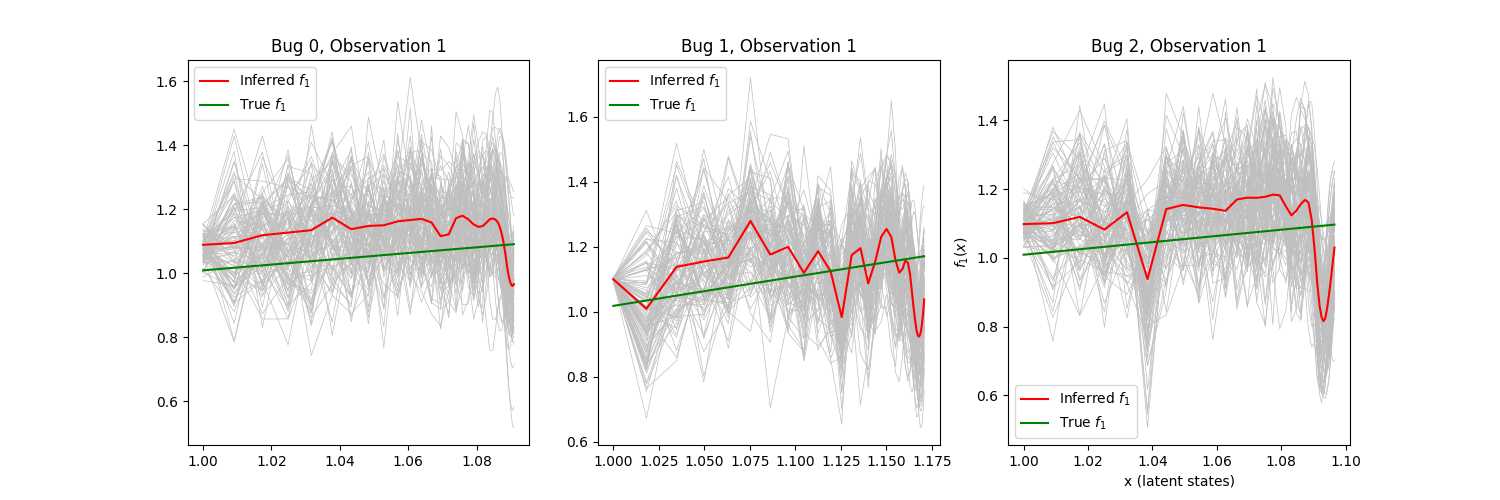 Bug 0, Observation 1
Inferred f₁
True f₁
1.6
1.4
1.2
1.0
0.8
0.6
1.00 1.02 1.04 1.06 1.08
Bug 1, Observation 1
Inferred f₁
True f₁
1.6
1.4
1.2
1.0
0.8
0.6
1.000 1.025 1.050 1.075 1.100 1.125 1.150 1.175
Bug 2, Observation 1
f₁(x)
1.4
1.2
1.0
0.8
0.6
Inferred f₁
True f₁
1.00 1.02 1.04 1.06 1.08 1.10
x (latent states)